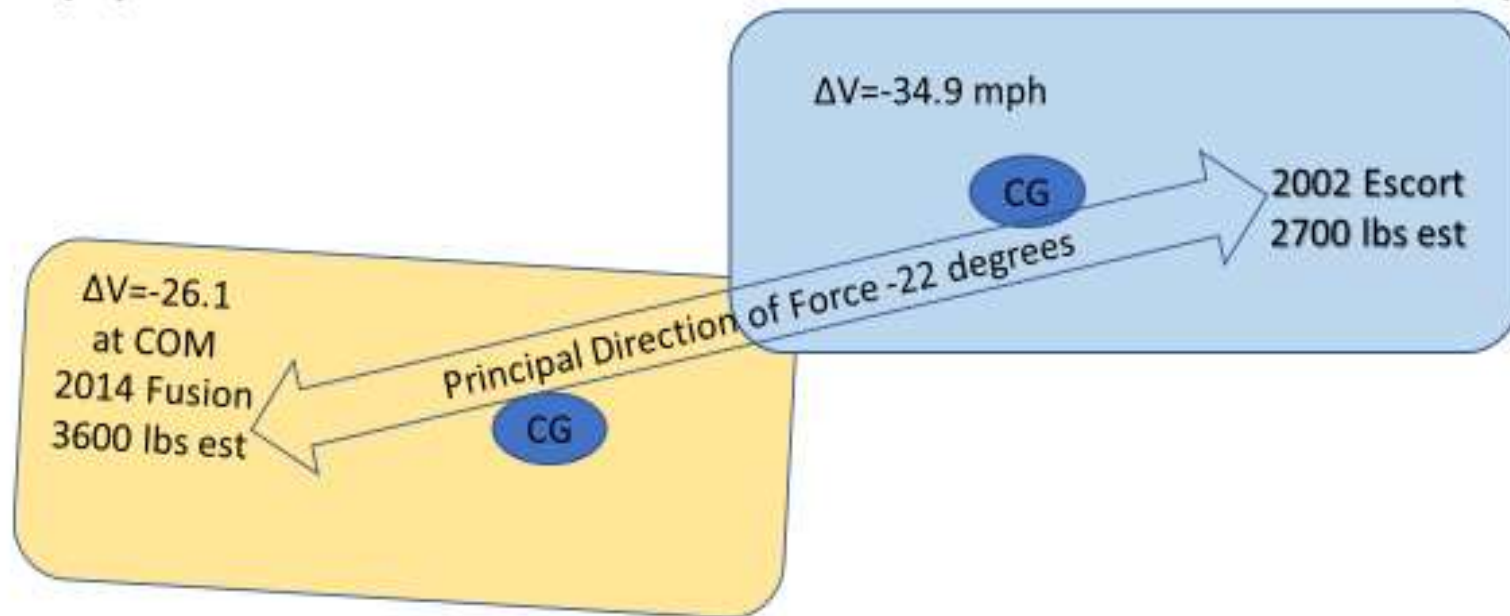 ΔV=-34.9 mph
CG
2002 Escort
2700 lbs est
Principal Direction of Force -22 degrees
ΔV=-26.1
at COM
2014 Fusion
3600 lbs est
CG